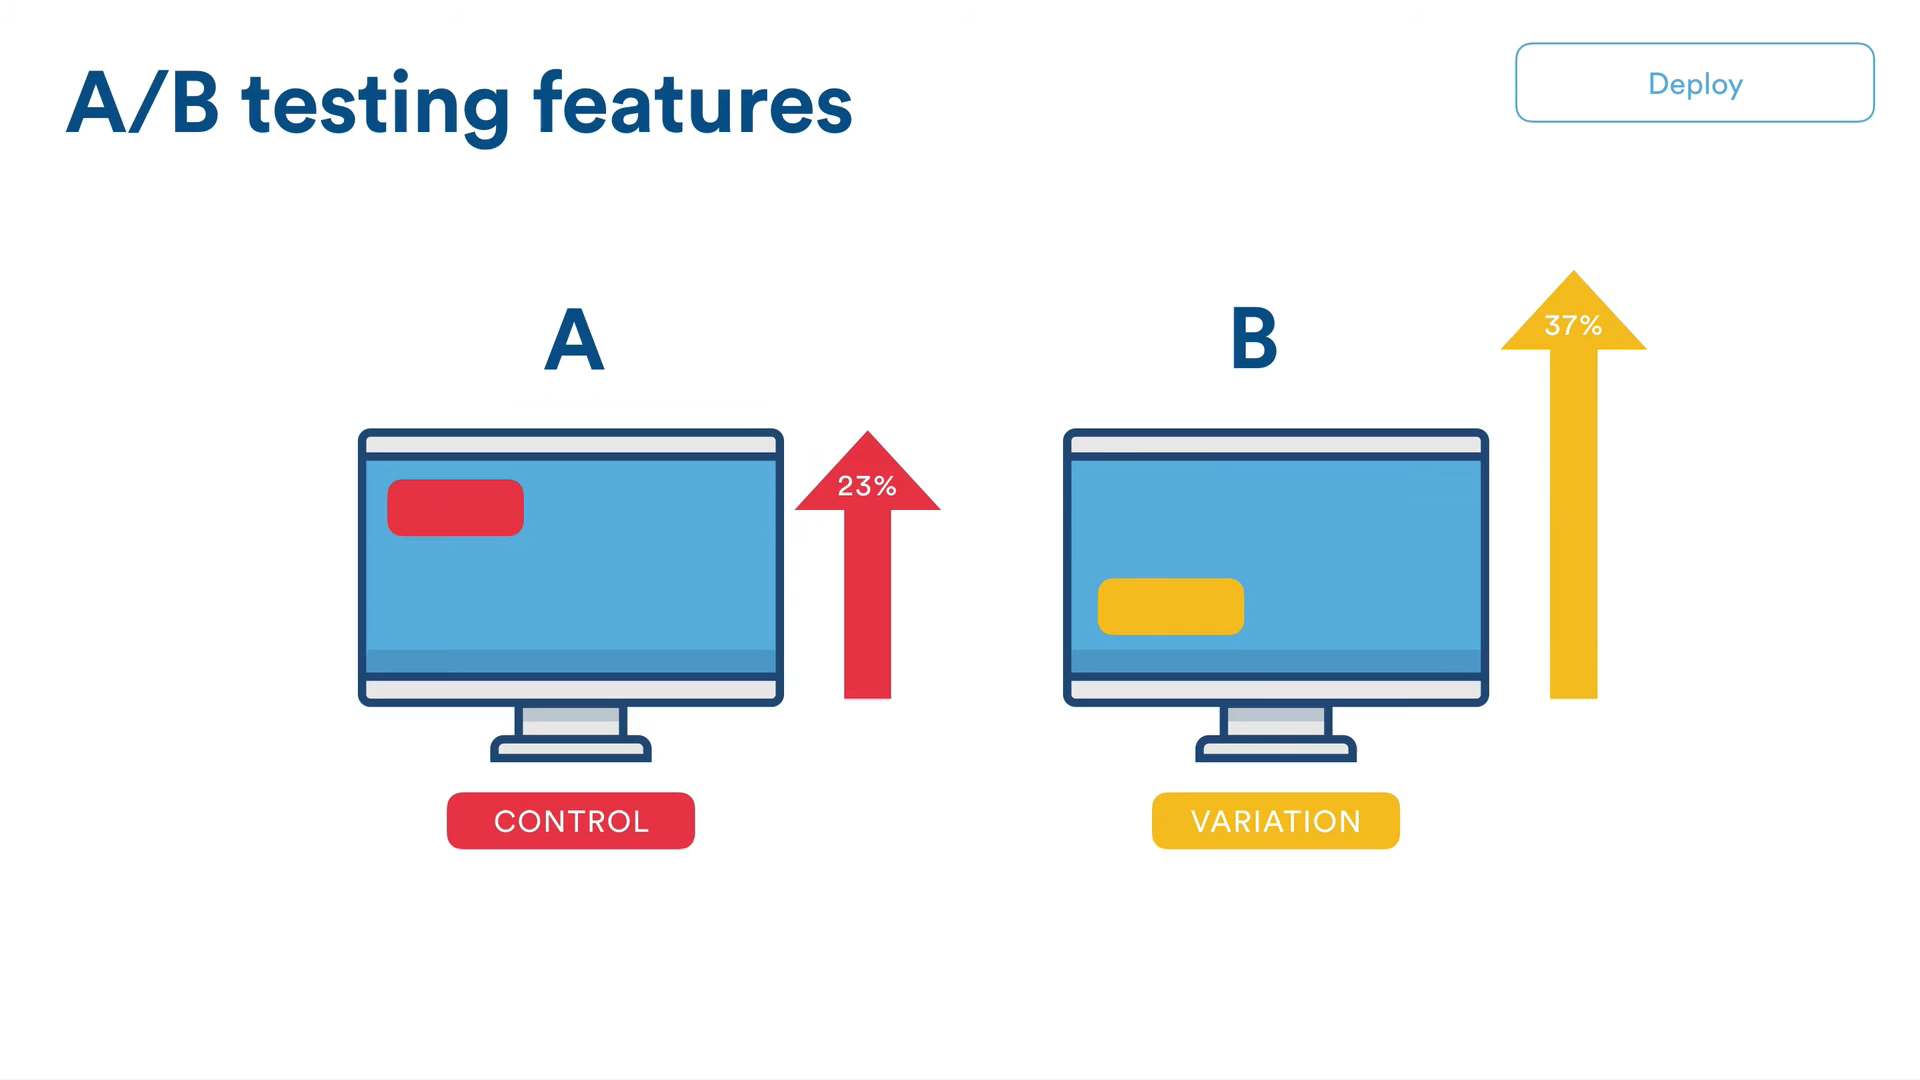 A/B testing features
Deploy
A
B
23%
37%
CONTROL
VARIATION